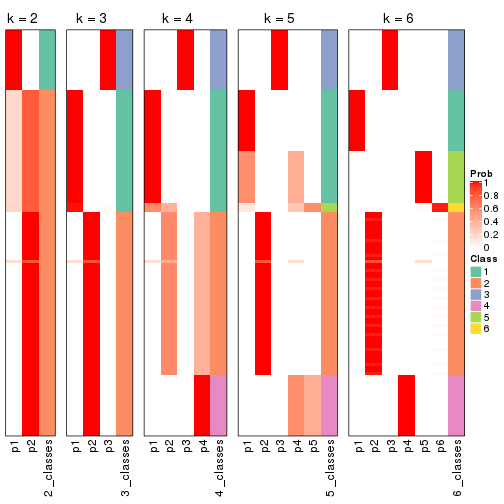 k = 2
k = 3
k = 4
k = 5
k = 6
Prob
1
0.8
0.6
0.4
0.2
0
Class
1
2
3
4
5
6
p1
p2
2_classes
p1
p2
p3
3_classes
p1
p2
p3
p4
4_classes
p1
p2
p3
p4
p5
5_classes
p1
p2
p3
p4
p5
p6
6_classes